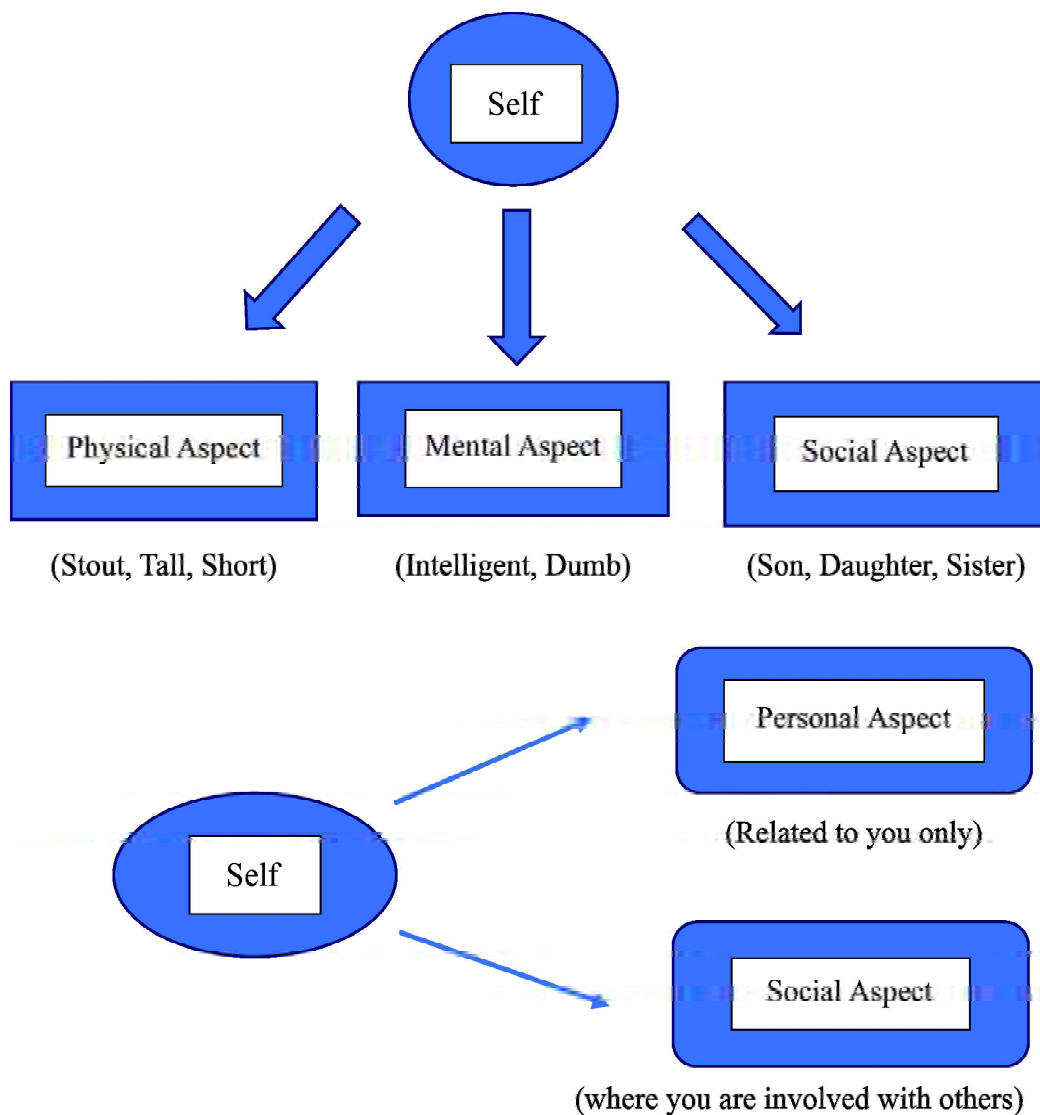 Self
Physical Aspect
Mental Aspect
Social Aspect
(Stout, Tall, Short)
(Intelligent, Dumb)
(Son, Daughter, Sister)
Personal Aspect
(Related to you only)
Self
Social Aspect
(where you are involved with others)